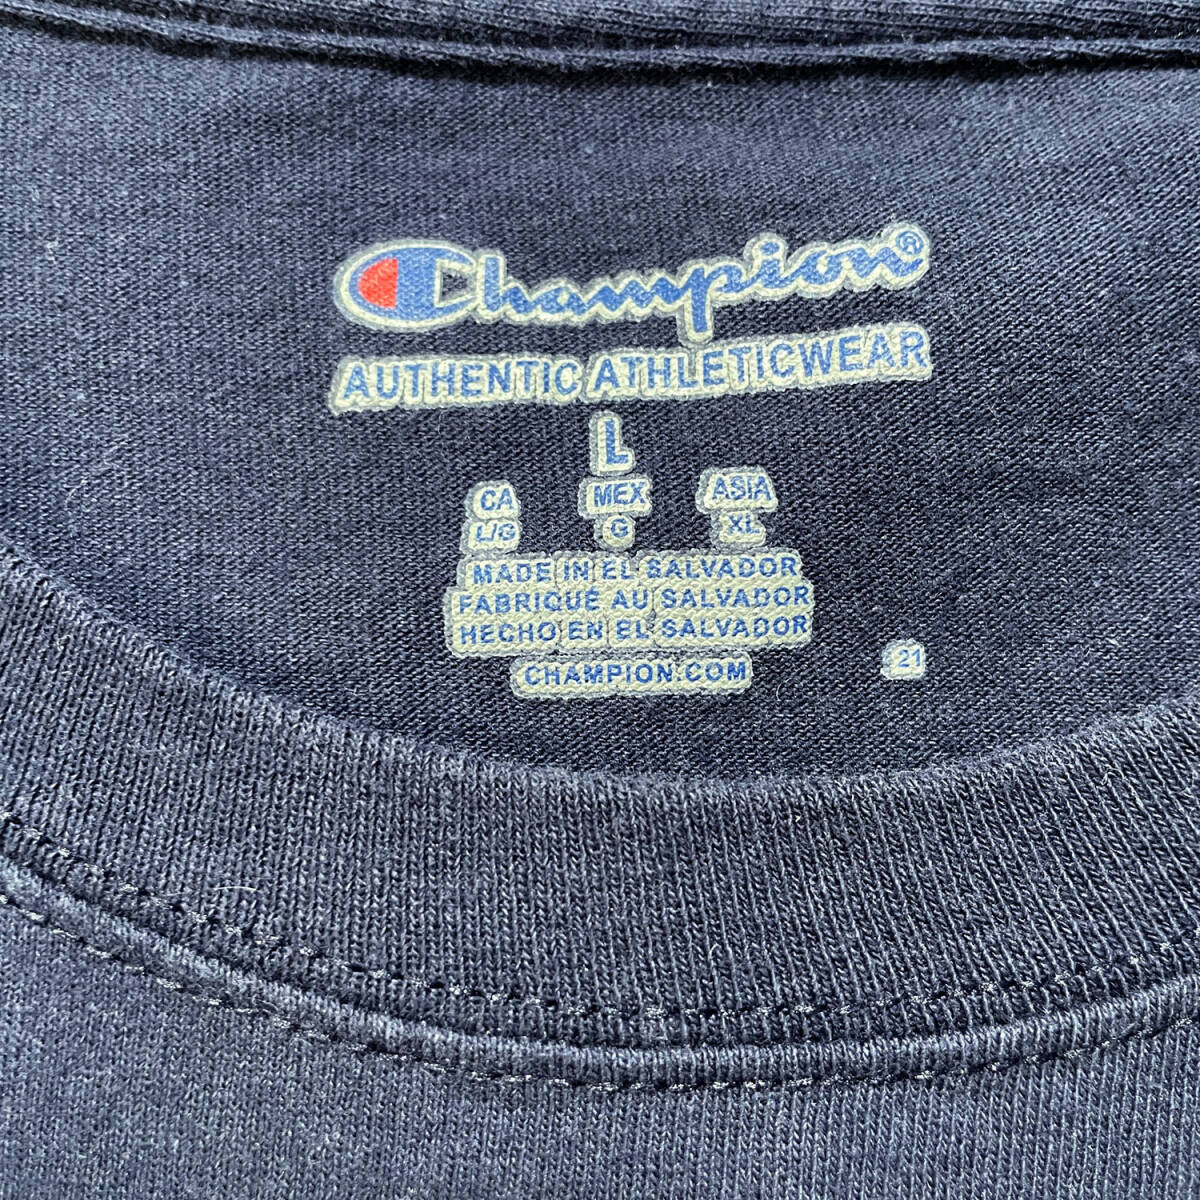 Champion®
AUTHENTIC ATHLETICWEAR
L
CA MEX ASIA
L/G G XL
MADE IN EL SALVADOR
FABRIQUÉ AU SALVADOR
HECHO EN EL SALVADOR
CHAMPION.COM
21